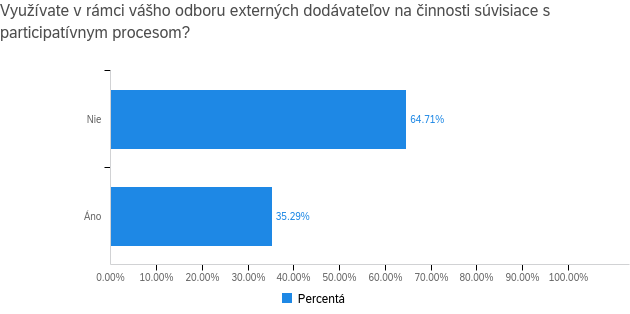 Využívate v rámci vášho odboru externých dodávateľov na činnosti súvisiace s
participatívnym procesom?
Nie
64.71%
Áno
35.29%
0.00% 10.00% 20.00% 30.00% 40.00% 50.00% 60.00% 70.00% 80.00% 90.00% 100.00%
Percentá